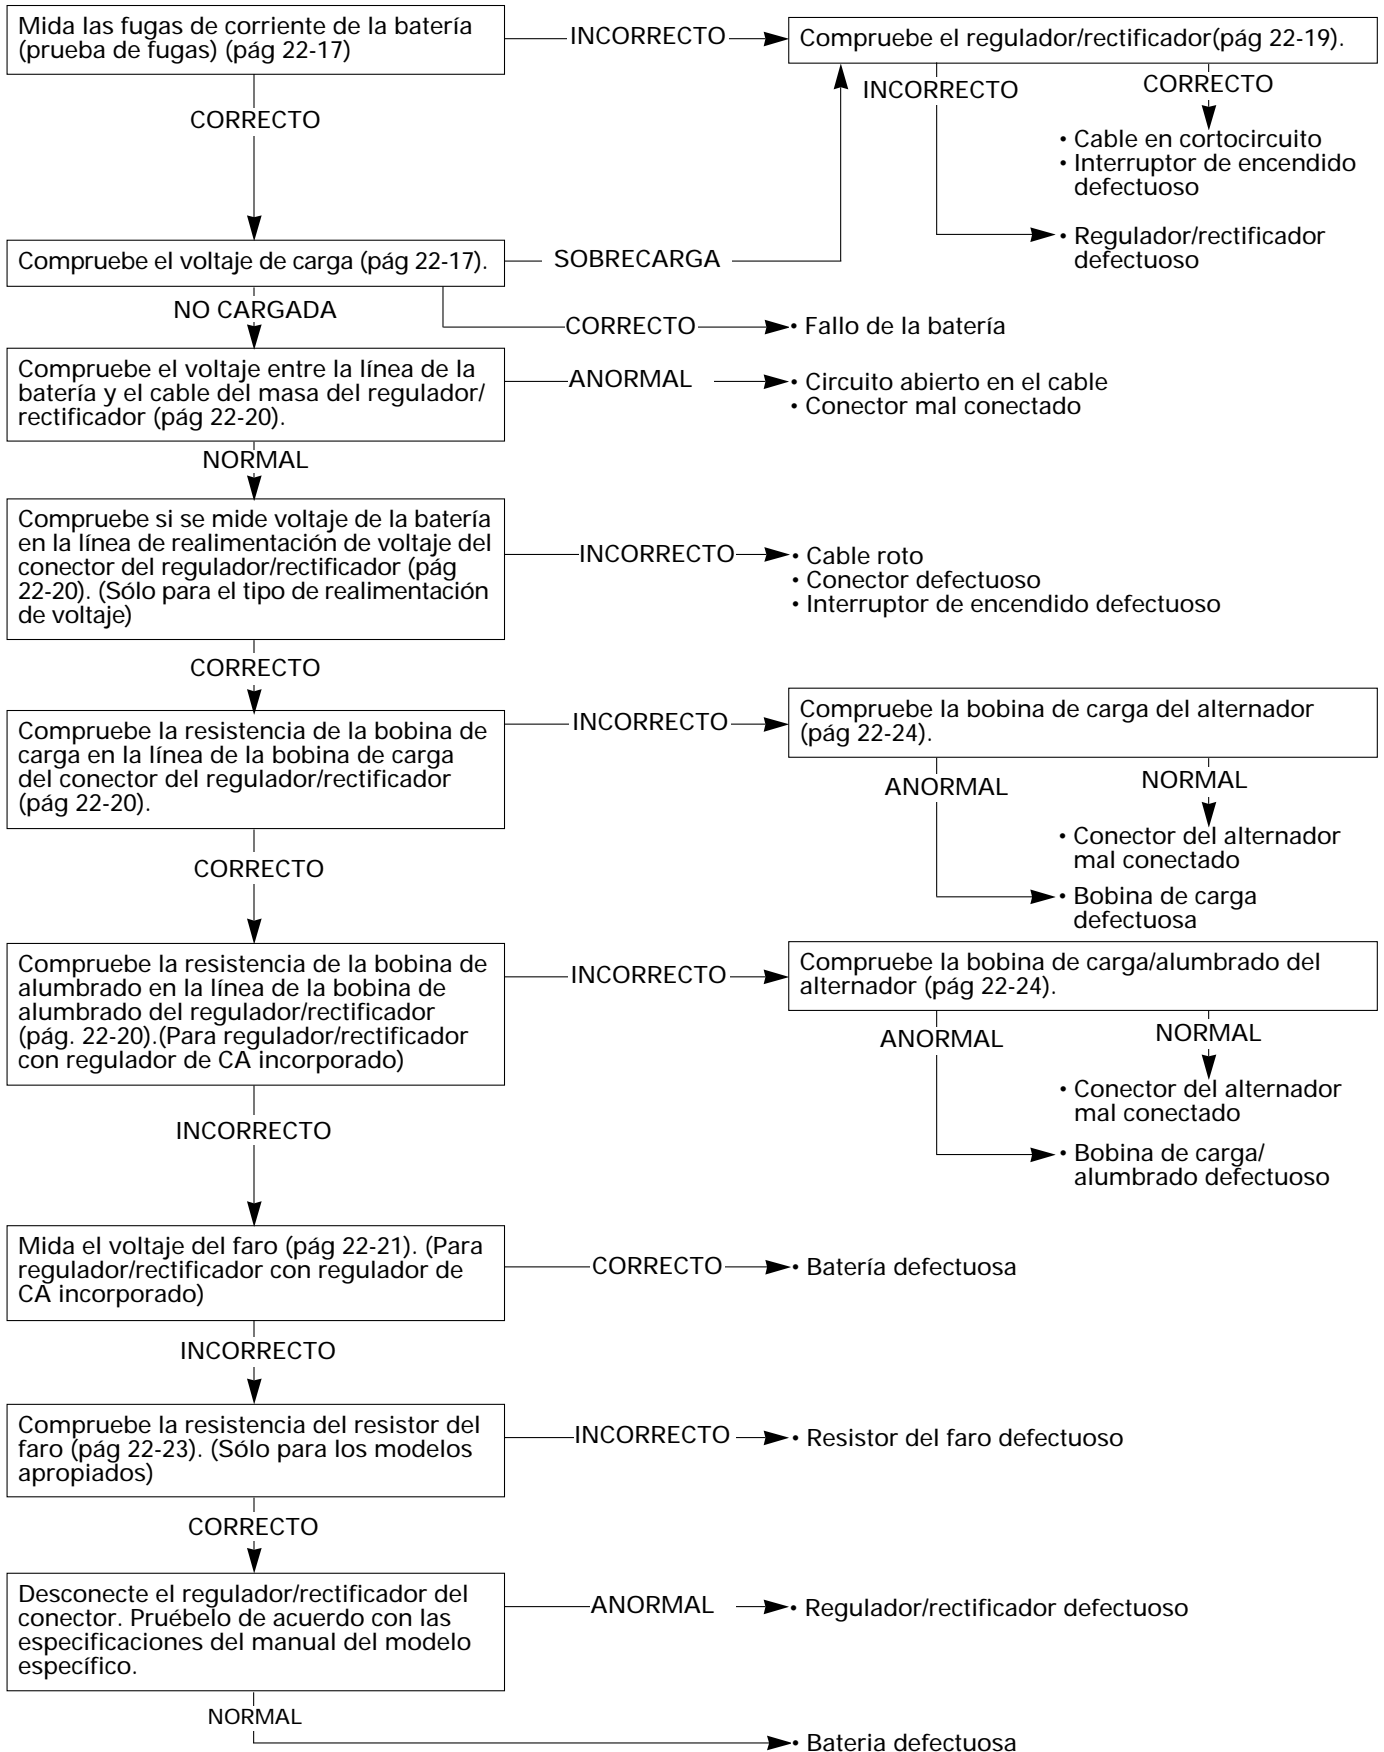 Mida las fugas de corriente de la batería
(prueba de fugas) (pág 22-17)
INCORRECTO
Compruebe el regulador/rectificador(pág 22-19).
INCORRECTO
CORRECTO
CORRECTO
• Cable en cortocircuito
• Interruptor de encendido
defectuoso
• Regulador/rectificador
defectuoso
Compruebe el voltaje de carga (pág 22-17).
SOBRECARGA
NO CARGADA
CORRECTO
• Fallo de la batería
Compruebe el voltaje entre la línea de la
batería y el cable del masa del regulador/
rectificador (pág 22-20).
ANORMAL
• Circuito abierto en el cable
• Conector mal conectado
NORMAL
Compruebe si se mide voltaje de la batería
en la línea de realimentación de voltaje del
conector del regulador/rectificador (pág
22-20). (Sólo para el tipo de realimentación
de voltaje)
INCORRECTO
• Cable roto
• Conector defectuoso
• Interruptor de encendido defectuoso
CORRECTO
Compruebe la resistencia de la bobina de
carga en la línea de la bobina de carga
del conector del regulador/rectificador
(pág 22-20).
INCORRECTO
Compruebe la bobina de carga del alternador
(pág 22-24).
ANORMAL
NORMAL
• Conector del alternador
mal conectado
• Bobina de carga
defectuosa
CORRECTO
Compruebe la resistencia de la bobina de
alumbrado en la línea de la bobina de
alumbrado del regulador/rectificador
(pág. 22-20).(Para regulador/rectificador
con regulador de CA incorporado)
INCORRECTO
Compruebe la bobina de carga/alumbrado del
alternador (pág 22-24).
ANORMAL
NORMAL
• Conector del alternador
mal conectado
• Bobina de carga/
alumbrado defectuoso
INCORRECTO
Mida el voltaje del faro (pág 22-21). (Para
regulador/rectificador con regulador de
CA incorporado)
CORRECTO
• Batería defectuosa
INCORRECTO
Compruebe la resistencia del resistor del
faro (pág 22-23). (Sólo para los modelos
apropiados)
INCORRECTO
• Resistor del faro defectuoso
CORRECTO
Desconecte el regulador/rectificador del
conector. Pruébelo de acuerdo con las
especificaciones del manual del modelo
específico.
ANORMAL
• Regulador/rectificador defectuoso
NORMAL
• Bateria defectuosa